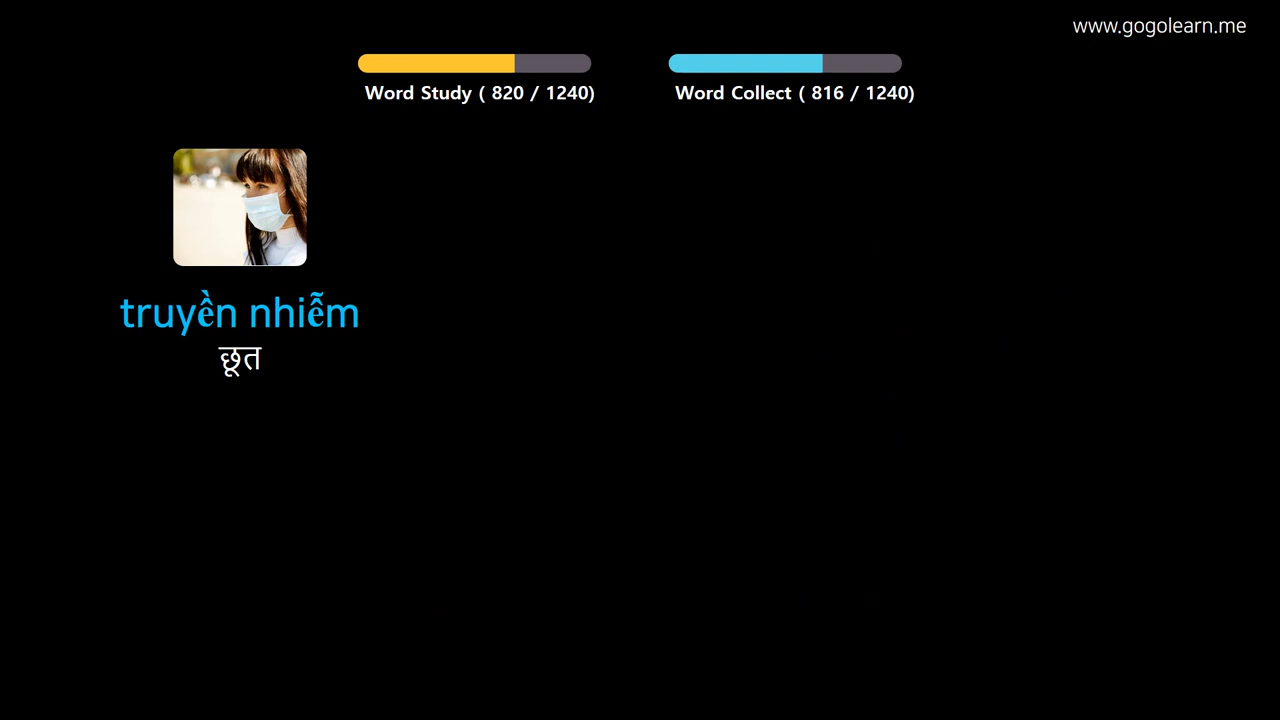 www.gogolearn.me
Word Study ( 820 / 1240)
Word Collect ( 816 / 1240)
truyền nhiễm
छूत